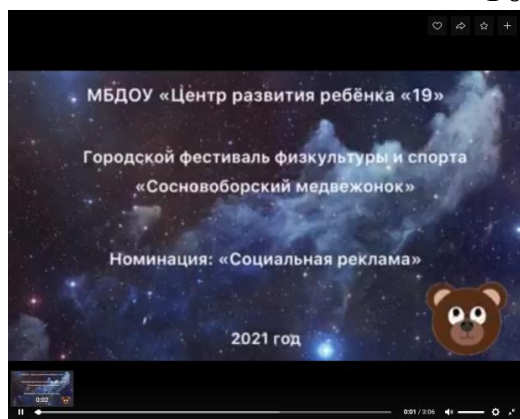 МБДОУ «Центр развития ребёнка «19»
Городской фестиваль физкультуры и спорта
«Сосновоборский медвежонок»
Номинация: «Социальная реклама»
2021 год
0:02
0:01 / 3:06